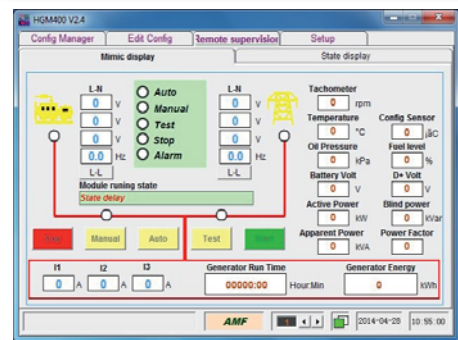 HGM400 V2.4
Config Manager Edit Config Remote supervision Setup
Mimic display State display
L-N L-N
0 V 0 V
0 V 0 V
0 V 0 V
0.0 Hz 0.0 Hz
L-L L-L
Auto
Manual
Test
Stop
Alarm
Tachometer
0 rpm
Temperature Config Sensor
0 °C 0 ¡ãC
Oil Pressure Fuel level
0 kPa 0 %
Battery Volt D+ Volt
0 V 0 V
Active Power Blind power
0 kW 0 kVar
Apparent Power Power Factor
0 kVA 0
Module runing state
State delay
Manual Auto Test
I1 I2 I3 Generator Run Time Generator Energy
0 A 0 A 0 A 00000:00 Hour:Min 0 kWh
AMF 1 2014-04-28 10:55:00